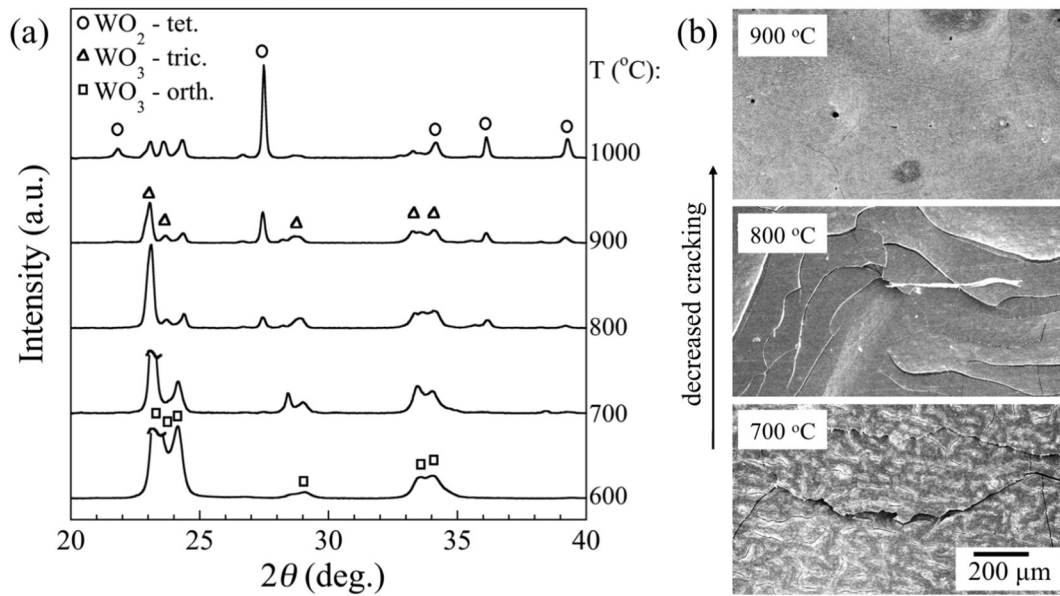 (a)
WO2 - tet.
WO3 - tric.
WO3 - orth.
T (°C):
1000
900
800
700
600
Intensity (a.u.)
20 25 30 35 40
2θ (deg.)
(b)
900 °C
800 °C
700 °C
decreased cracking
200 μm